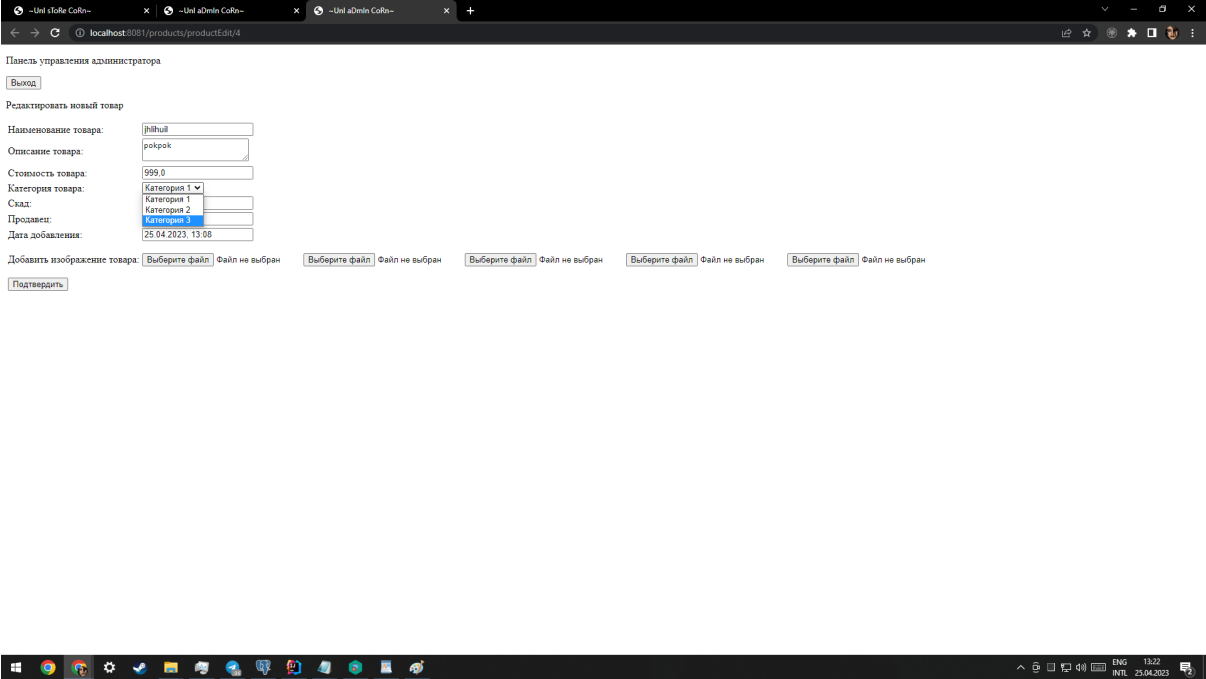 ~UnI sToRe CoRn~ ~UnI aDmIn CoRn~ ~UnI aDmIn CoRn~
localhost:8081/products/productEdit/4
Панель управления администратора
Выход
Редактировать новый товар
Наименование товара: jhlihuil
Описание товара: pokpok
Стоимость товара: 999,0
Категория товара: Категория 1
Категория 1
Скад:
Категория 2
Продавец: Категория 3
Дата добавления: 25.04.2023, 13:08
Добавить изображение товара: Выберите файл Файл не выбран Выберите файл Файл не выбран Выберите файл Файл не выбран Выберите файл Файл не выбран Выберите файл Файл не выбран
Подтвердить
ENG 13:22
INTL 25.04.2023